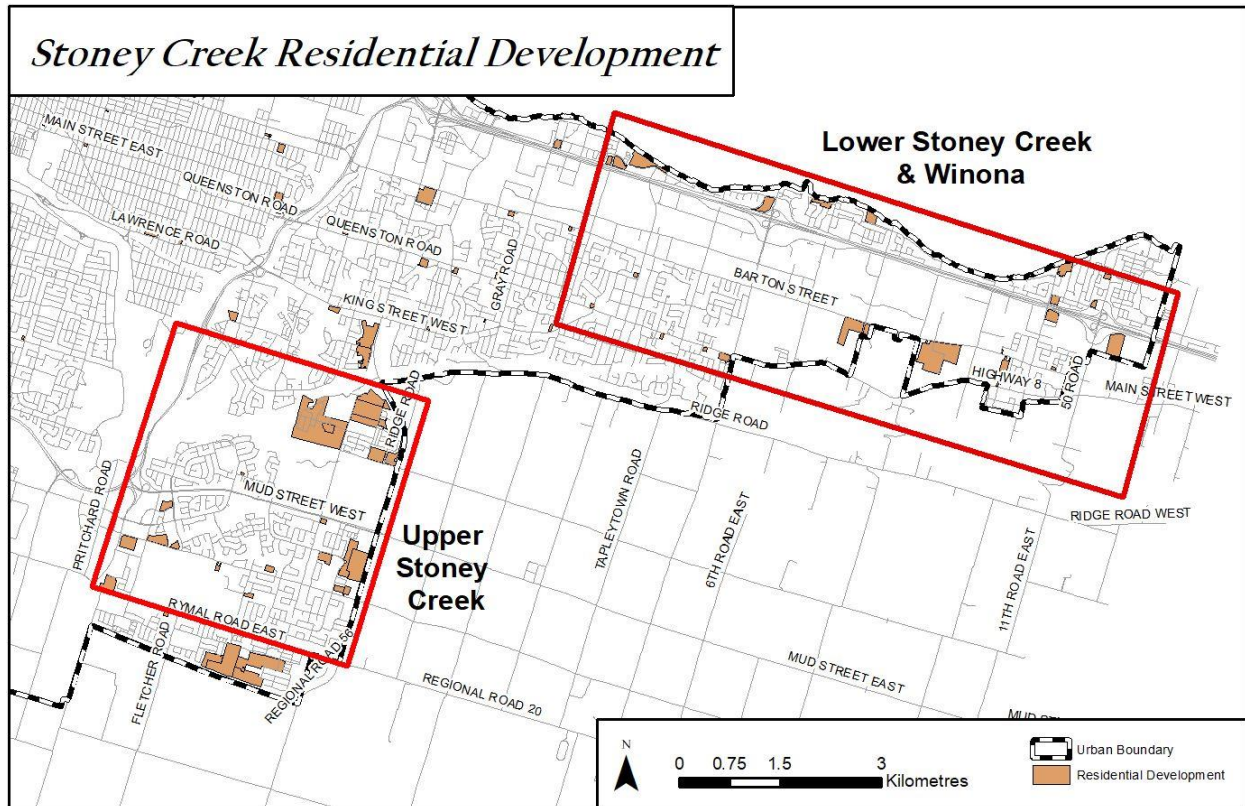 Stoney Creek Residential Development
MAIN STREET EAST
QUEENSTON ROAD
LAWRENCE ROAD
QUEENSTON ROAD
GRAY ROAD
KING STREET WEST
Lower Stoney Creek
& Winona
BARTON STREET
HIGHWAY 8
50 ROAD
MAIN STREET WEST
RIDGE ROAD
RIDGE ROAD
MUD STREET WEST
PRITCHARD ROAD
Upper
Stoney
Creek
TAPLEYTOWN ROAD
6TH ROAD EAST
11TH ROAD EAST
RIDGE ROAD WEST
RYMAL ROAD EAST
FLETCHER ROAD
REGIONAL ROAD 56
REGIONAL ROAD 20
MUD STREET EAST
MUD
N
0 0.75 1.5 3
Kilometres
Urban Boundary
Residential Development